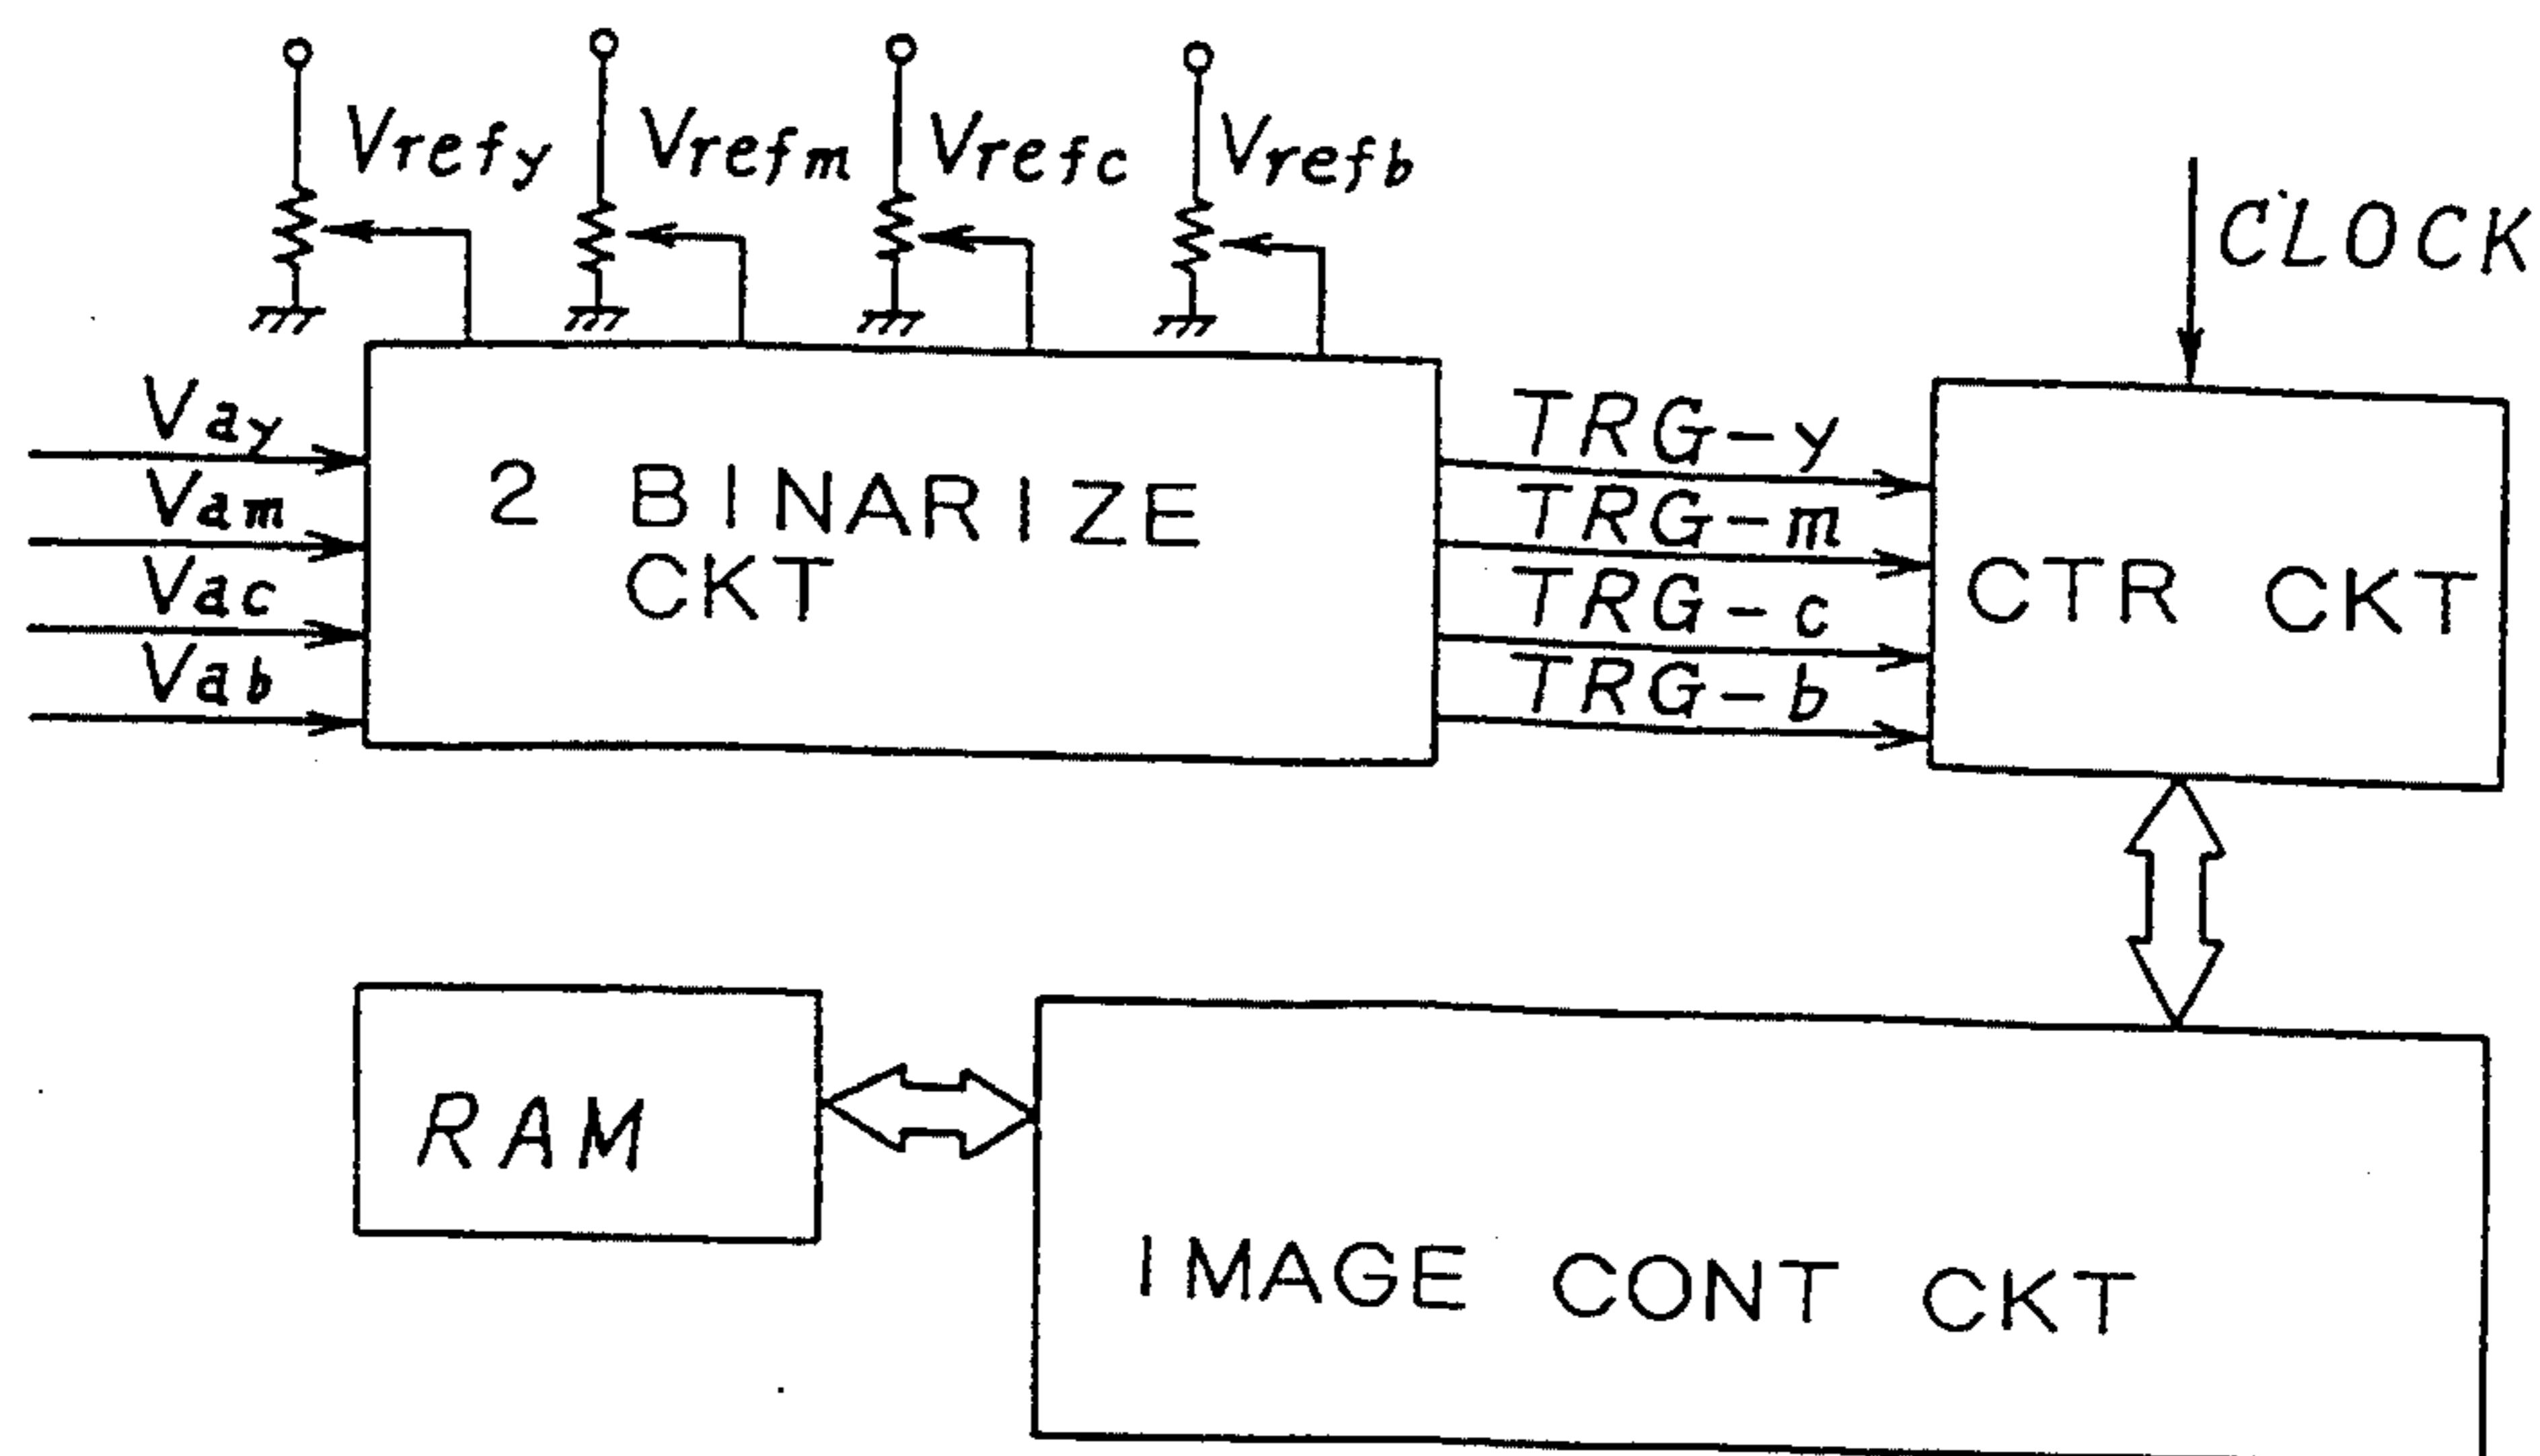 Vrefy Vrefm Vrefc Vrefb
CLOCK
Vay
Vam
Vac
Vab
2 BINARIZE
CKT
TRG-y
TRG-m
TRG-c
TRG-b
CTR CKT
RAM
IMAGE CONT CKT